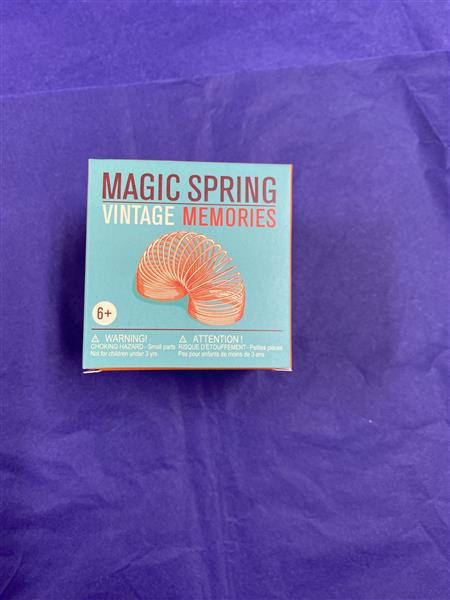 MAGIC SPRING
VINTAGE MEMORIES
6+
⚠ WARNING!
CHOKING HAZARD - Small parts
Not for children under 3 yrs
⚠ ATTENTION !
RISQUE D'ÉTOUFFEMENT - Petites pièces
Pas pour enfants de moins de 3 ans